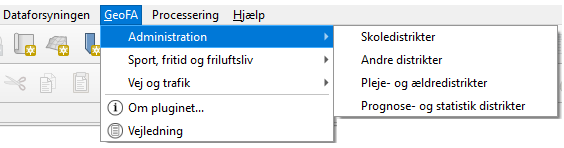 Dataforsyningen GeoFA Processering Hjælp
Administration
Sport, fritid og friluftsliv
Vej og trafik
Om pluginet...
Vejledning
Skoledistrikter
Andre distrikter
Pleje- og ældredistrikter
Prognose- og statistik distrikter